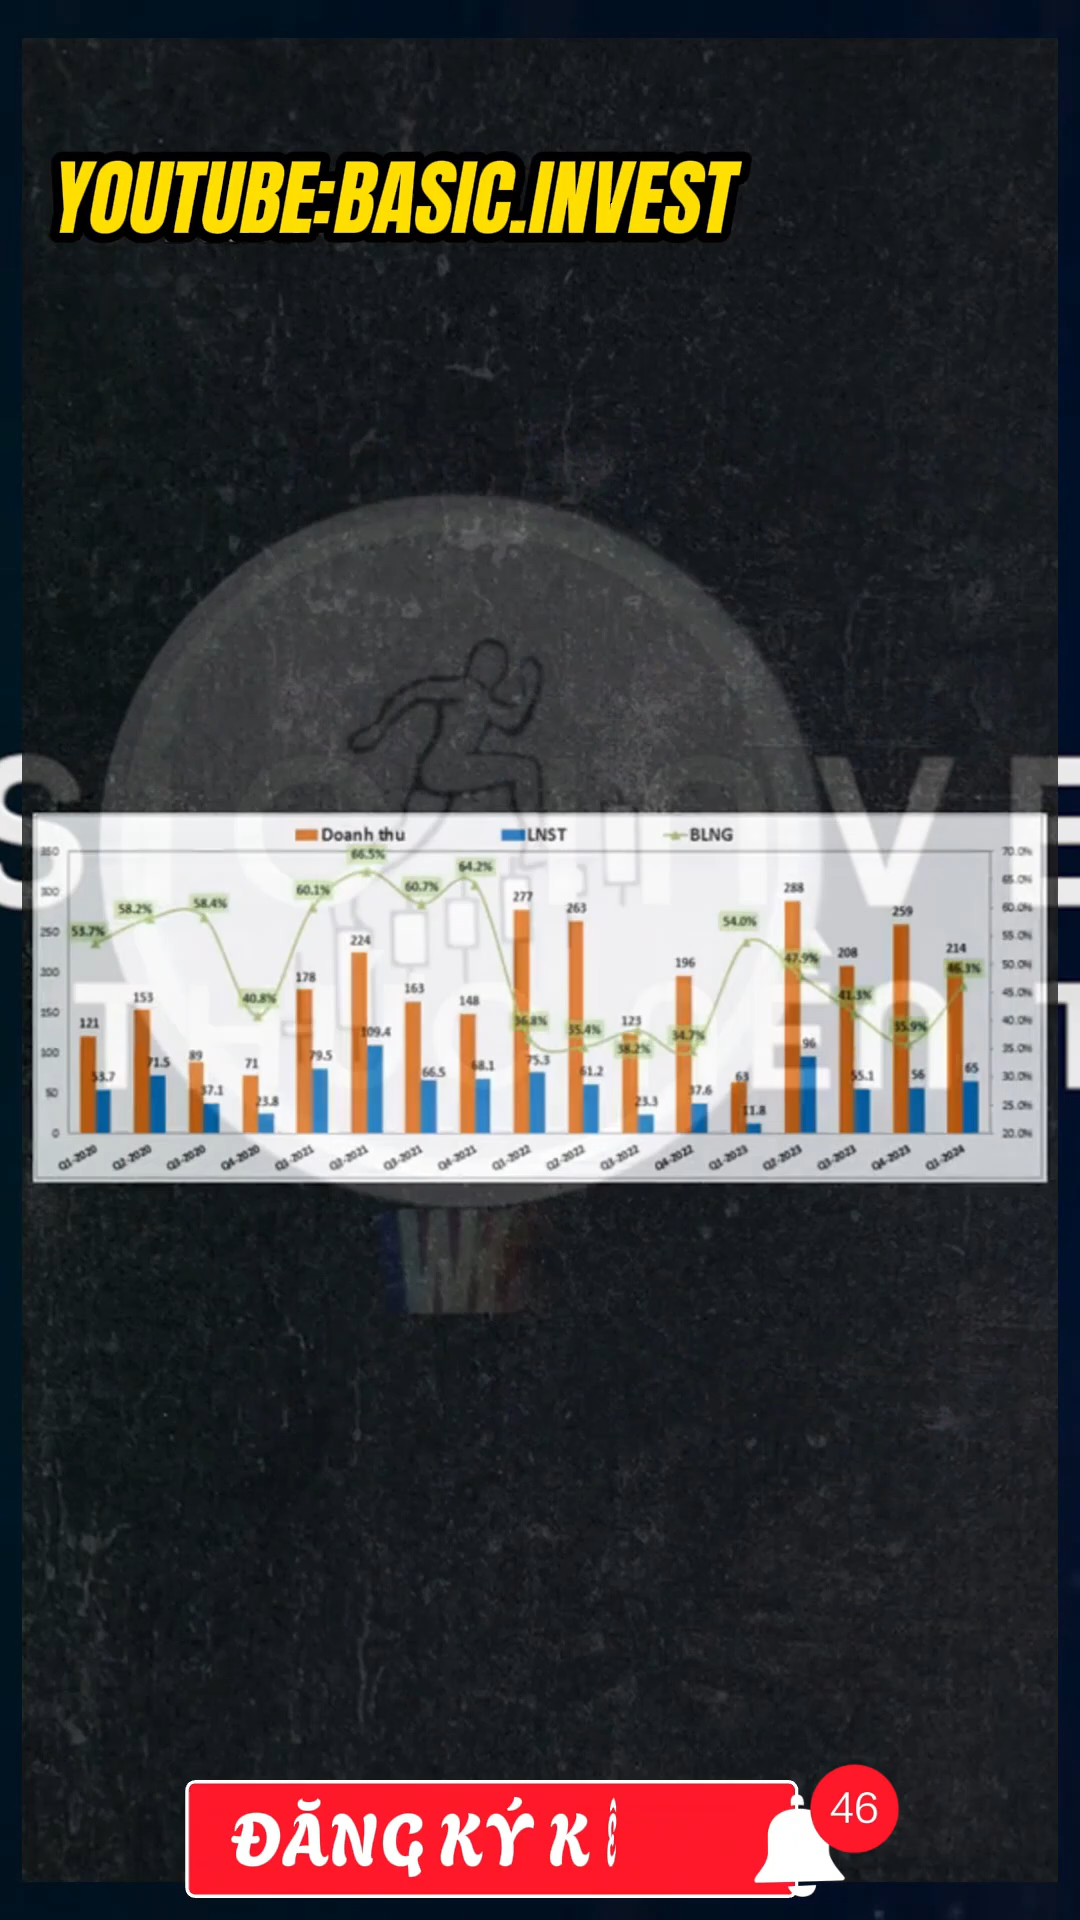 YOUTUBE:BASIC.INVEST
Doanh thu LNST BLNG
350 300 250 200 150 100 50 0
70.0% 65.0% 60.0% 55.0% 50.0% 45.0% 40.0% 35.0% 30.0% 25.0% 20.0%
53.7% 58.2% 58.4% 40.8% 60.1% 66.5% 60.7% 64.2% 36.8% 35.4% 38.2% 34.7% 54.0% 47.9% 41.3% 35.9% 46.3%
121 153 89 71 178 224 163 148 277 263 123 196 63 288 208 259 214
53.7 71.5 37.1 23.8 79.5 109.4 66.5 68.1 75.3 61.2 23.3 37.6 11.8 96 55.1 56 65
Q1-2020 Q2-2020 Q3-2020 Q4-2020 Q1-2021 Q2-2021 Q3-2021 Q4-2021 Q1-2022 Q2-2022 Q3-2022 Q4-2022 Q1-2023 Q2-2023 Q3-2023 Q4-2023 Q1-2024
ĐĂNG KÝ K
46